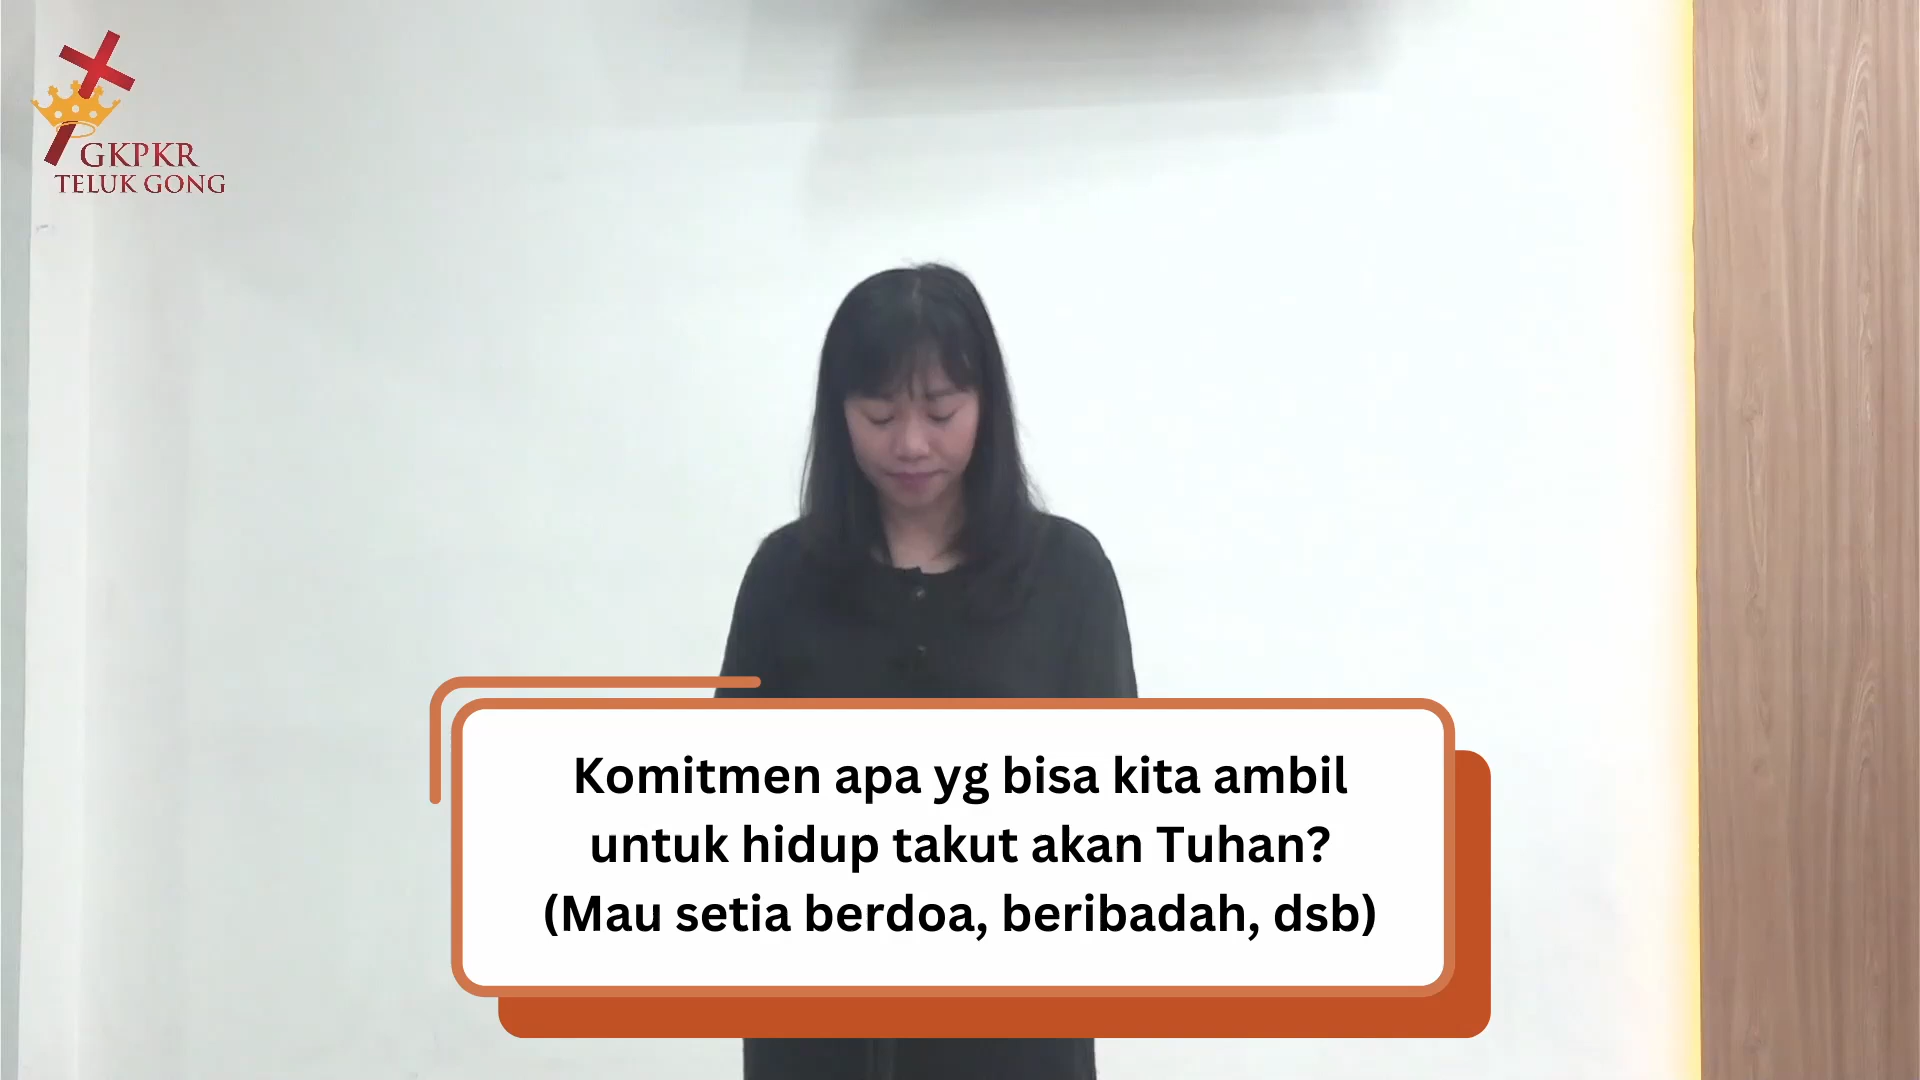 GKPKR
TELUK GONG
Komitmen apa yg bisa kita ambil
untuk hidup takut akan Tuhan?
(Mau setia berdoa, beribadah, dsb)